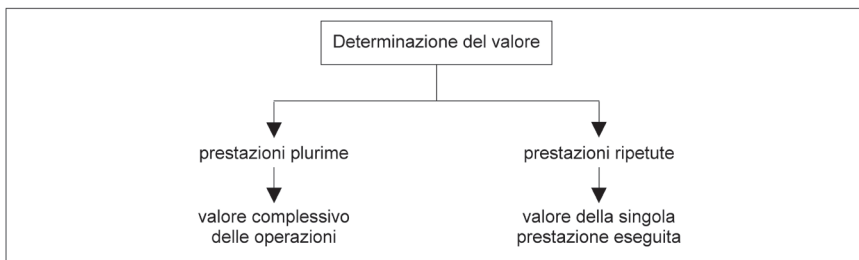 Determinazione del valore
prestazioni plurime
prestazioni ripetute
valore complessivo
delle operazioni
valore della singola
prestazione eseguita